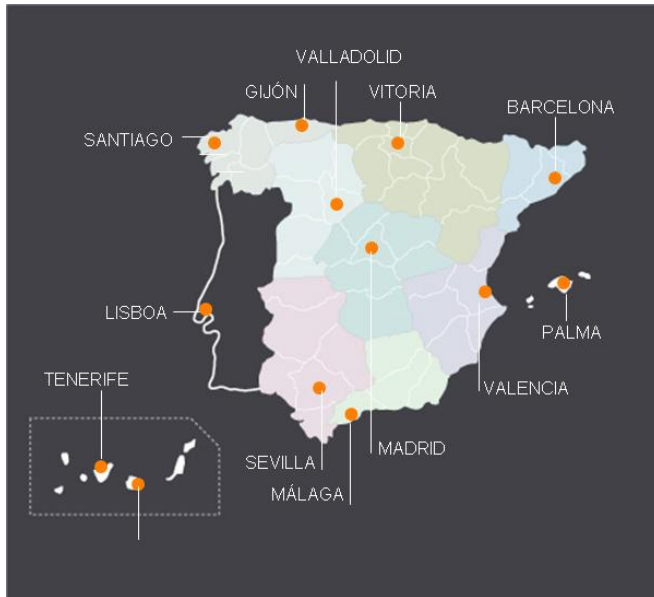 VALLADOLID
GIJÓN
VITORIA
BARCELONA
SANTIAGO
LISBOA
PALMA
TENERIFE
VALENCIA
SEVILLA
MADRID
MÁLAGA